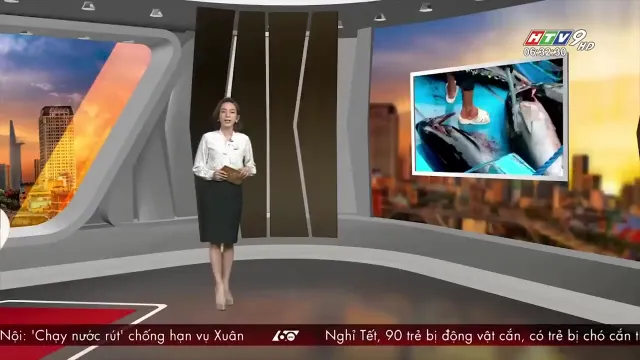 HTV9 HD
06:32:30
Nội: 'Chạy nước rút' chống hạn vụ Xuân 60 Nghỉ Tết, 90 trẻ bị động vật cắn, có trẻ bị chó cắn t